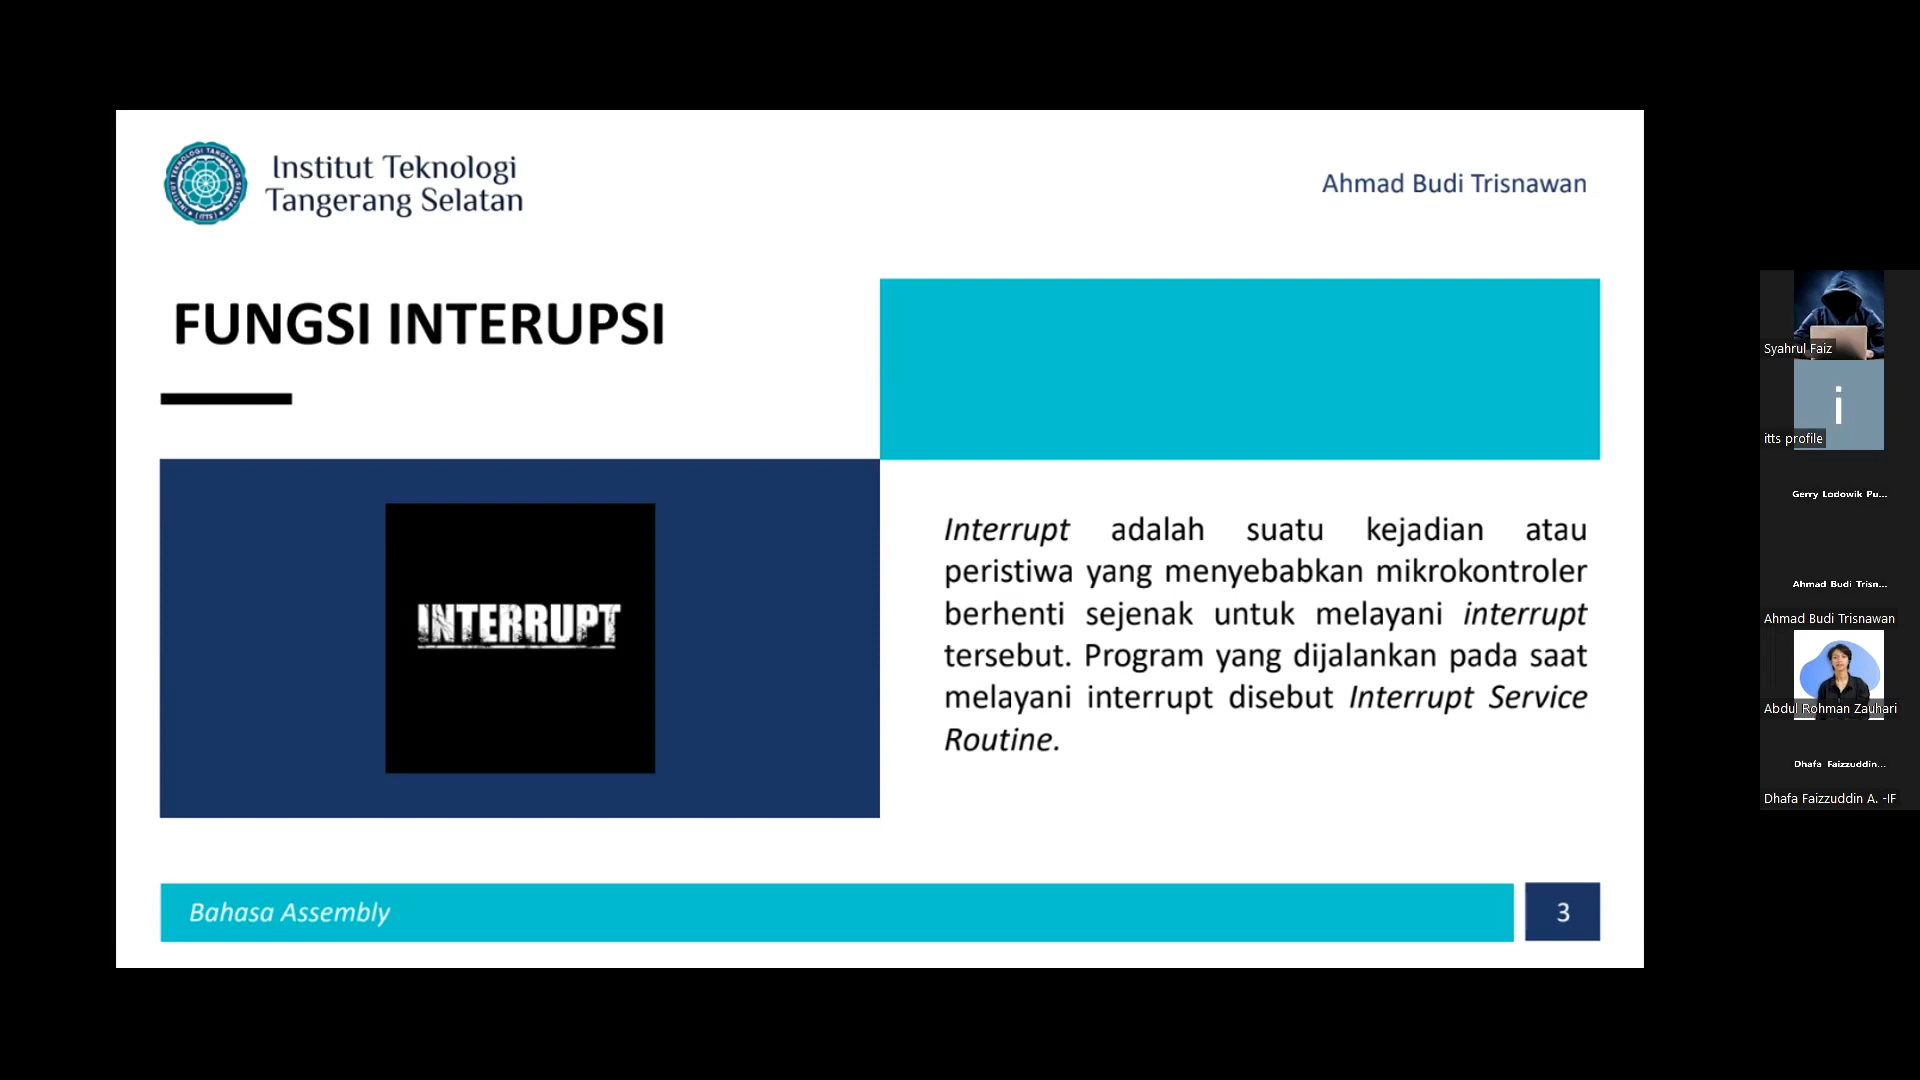 Institut Teknologi
Tangerang Selatan
Ahmad Budi Trisnawan
FUNGSI INTERUPSI
INTERRUPT
Interrupt adalah suatu kejadian atau
peristiwa yang menyebabkan mikrokontroler
berhenti sejenak untuk melayani interrupt
tersebut. Program yang dijalankan pada saat
melayani interrupt disebut Interrupt Service
Routine.
Bahasa Assembly
3
Syahrul Faiz
i
itts profile
Gerry Lodowik Pu...
Ahmad Budi Trisn...
Ahmad Budi Trisnawan
Abdul Rohman Zauhari
Dhafa Faizzuddin...
Dhafa Faizzuddin A. -IF